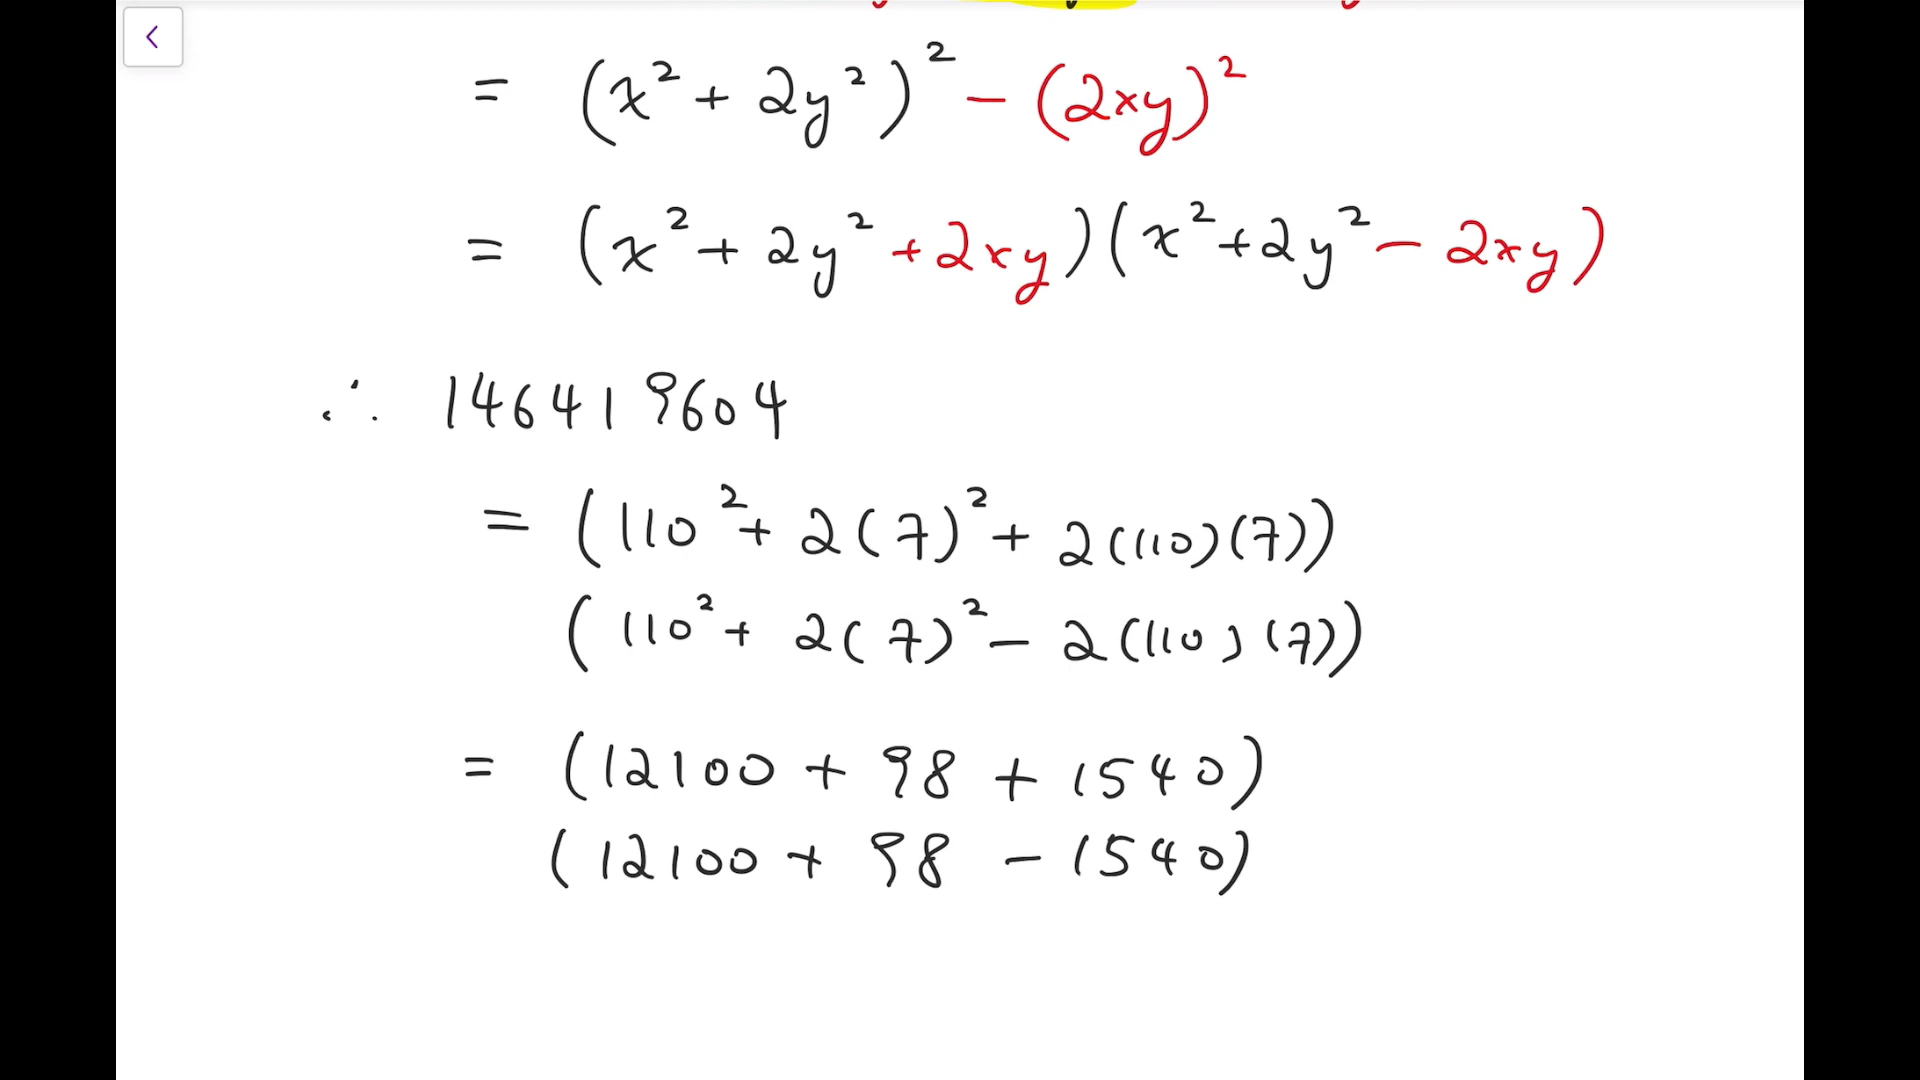 = (x² + 2y²)² − (2xy)²
= (x² + 2y² + 2xy)(x² + 2y² − 2xy)
∴ 146419604
= (110² + 2(7)² + 2(110)(7))
(110² + 2(7)² − 2(110)(7))
= (12100 + 98 + 1540)
(12100 + 98 − 1540)